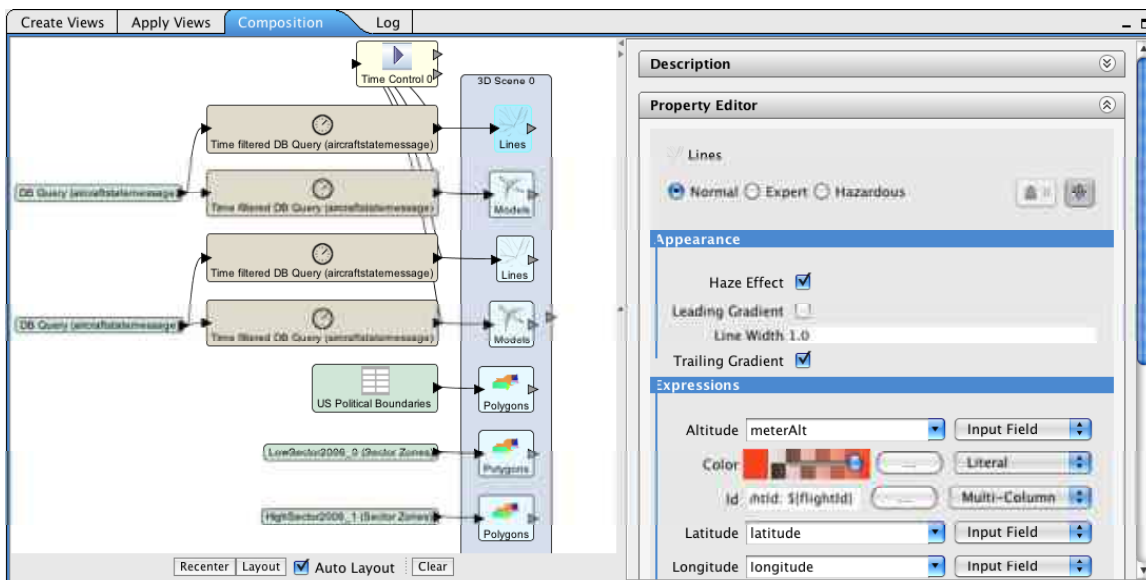 Create Views Apply Views Composition Log
Time Control 0
3D Scene 0
Time filtered DB Query (aircraftstatemessage)
Lines
DB Query (aircraftstatemessage
Time filtered DB Query (aircraftstatemessage)
Models
Time filtered DB Query (aircraftstatemessage)
Lines
DB Query (aircraftstatemessage
Time filtered DB Query (aircraftstatemessage)
Models
US Political Boundaries
Polygons
LowSector2006_0 (Sector Zones)
Polygons
HighSector2006_1 (Sector Zones)
Polygons
Recenter Layout Auto Layout Clear
Description
Property Editor
Lines
Normal Expert Hazardous
Appearance
Haze Effect
Leading Gradient
Line Width 1.0
Trailing Gradient
Expressions
Altitude meterAlt Input Field
Color ... Literal
Id htId: $(flightId) ... Multi-Column
Latitude latitude Input Field
Longitude longitude Input Field